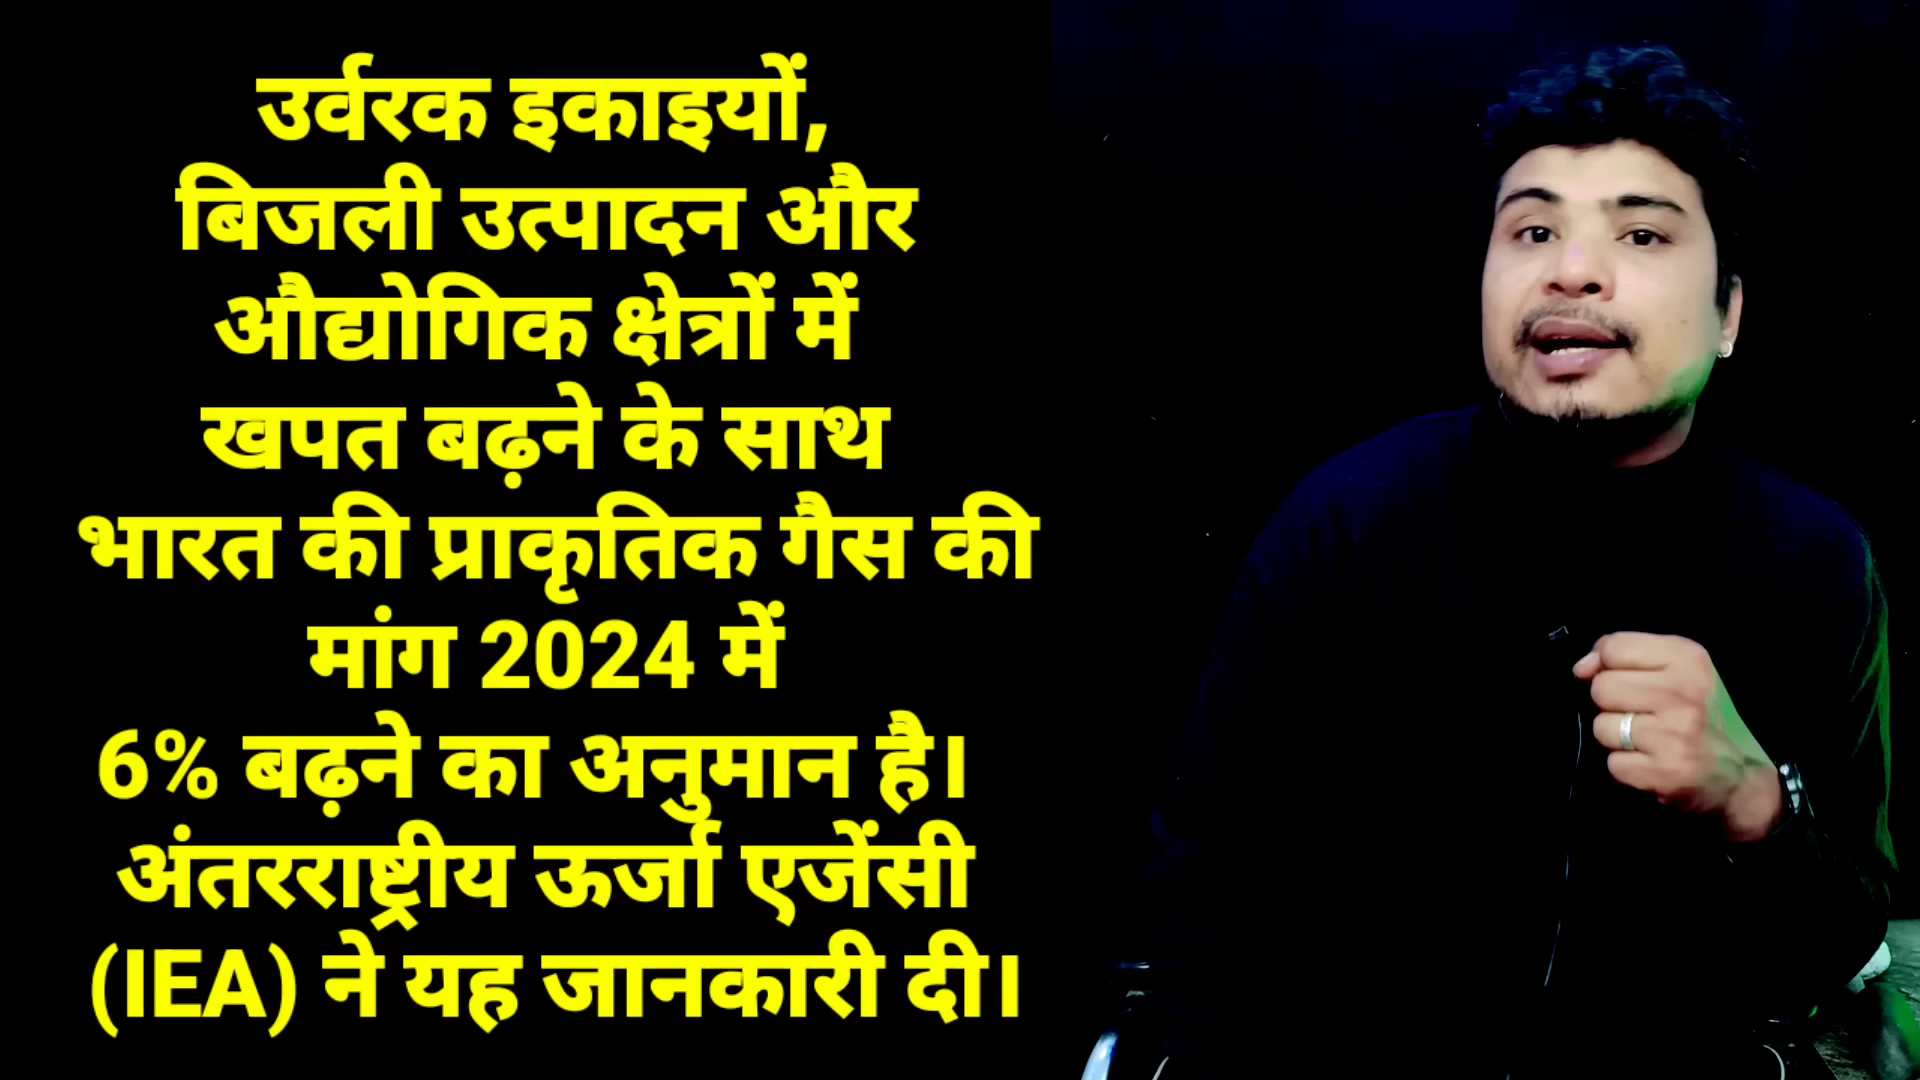 उर्वरक इकाइयों,
बिजली उत्पादन और
औद्योगिक क्षेत्रों में
खपत बढ़ने के साथ
भारत की प्राकृतिक गैस की
मांग 2024 में
6% बढ़ने का अनुमान है।
अंतरराष्ट्रीय ऊर्जा एजेंसी
(IEA) ने यह जानकारी दी।